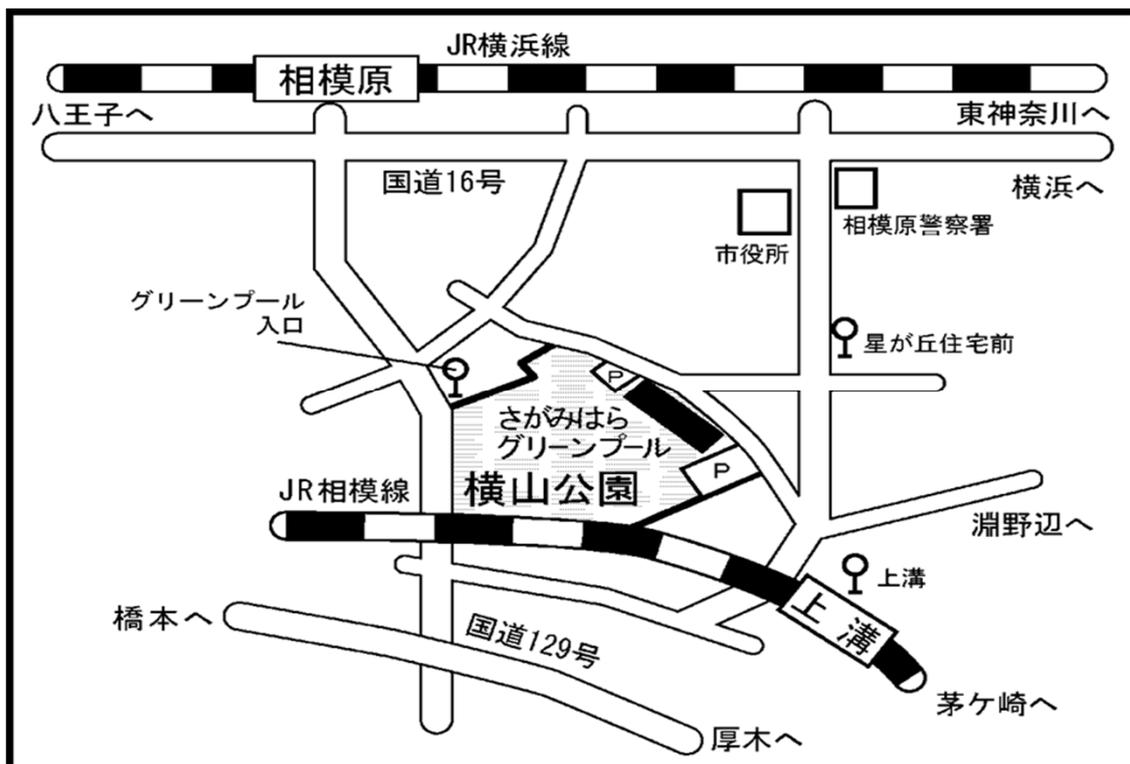 JR横浜線
相模原
八王子へ
東神奈川へ
国道16号
横浜へ
相模原警察署
市役所
グリーンプール
入口
星が丘住宅前
P
さがみはら
グリーンプール
P
横山公園
JR相模線
淵野辺へ
上溝
橋本へ
国道129号
上溝
茅ケ崎へ
厚木へ